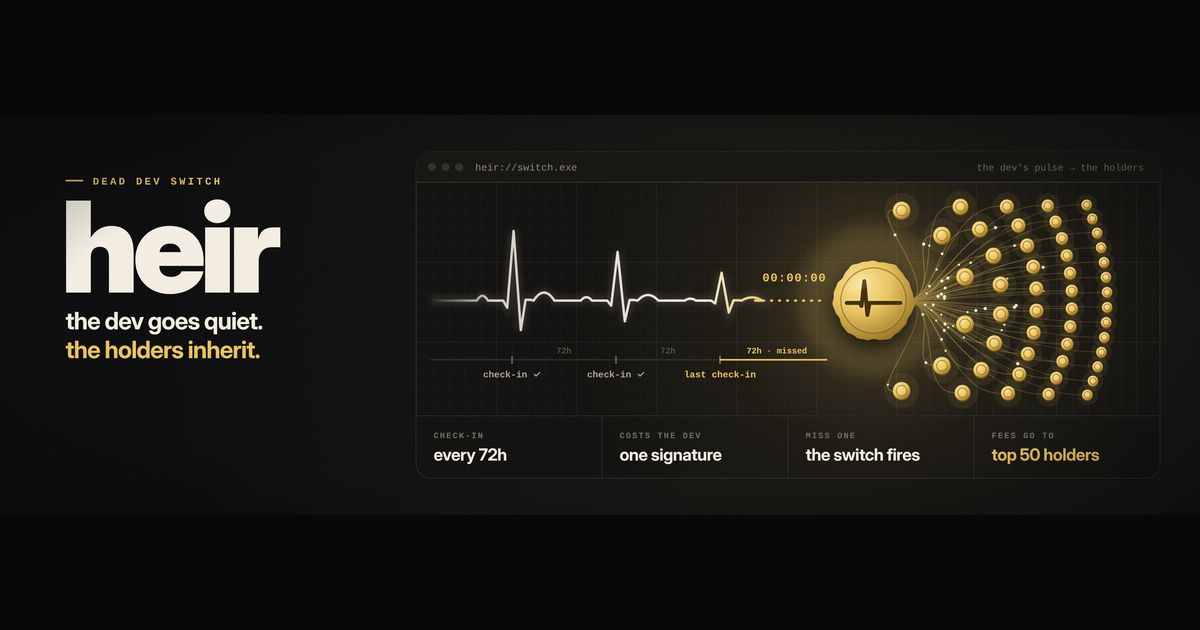 DEAD DEV SWITCH
heir
the dev goes quiet.
the holders inherit.
heir://switch.exe
the dev's pulse → the holders
00:00:00
72h
72h
72h · missed
check-in ✓
check-in ✓
last check-in
CHECK-IN
every 72h
COSTS THE DEV
one signature
MISS ONE
the switch fires
FEES GO TO
top 50 holders